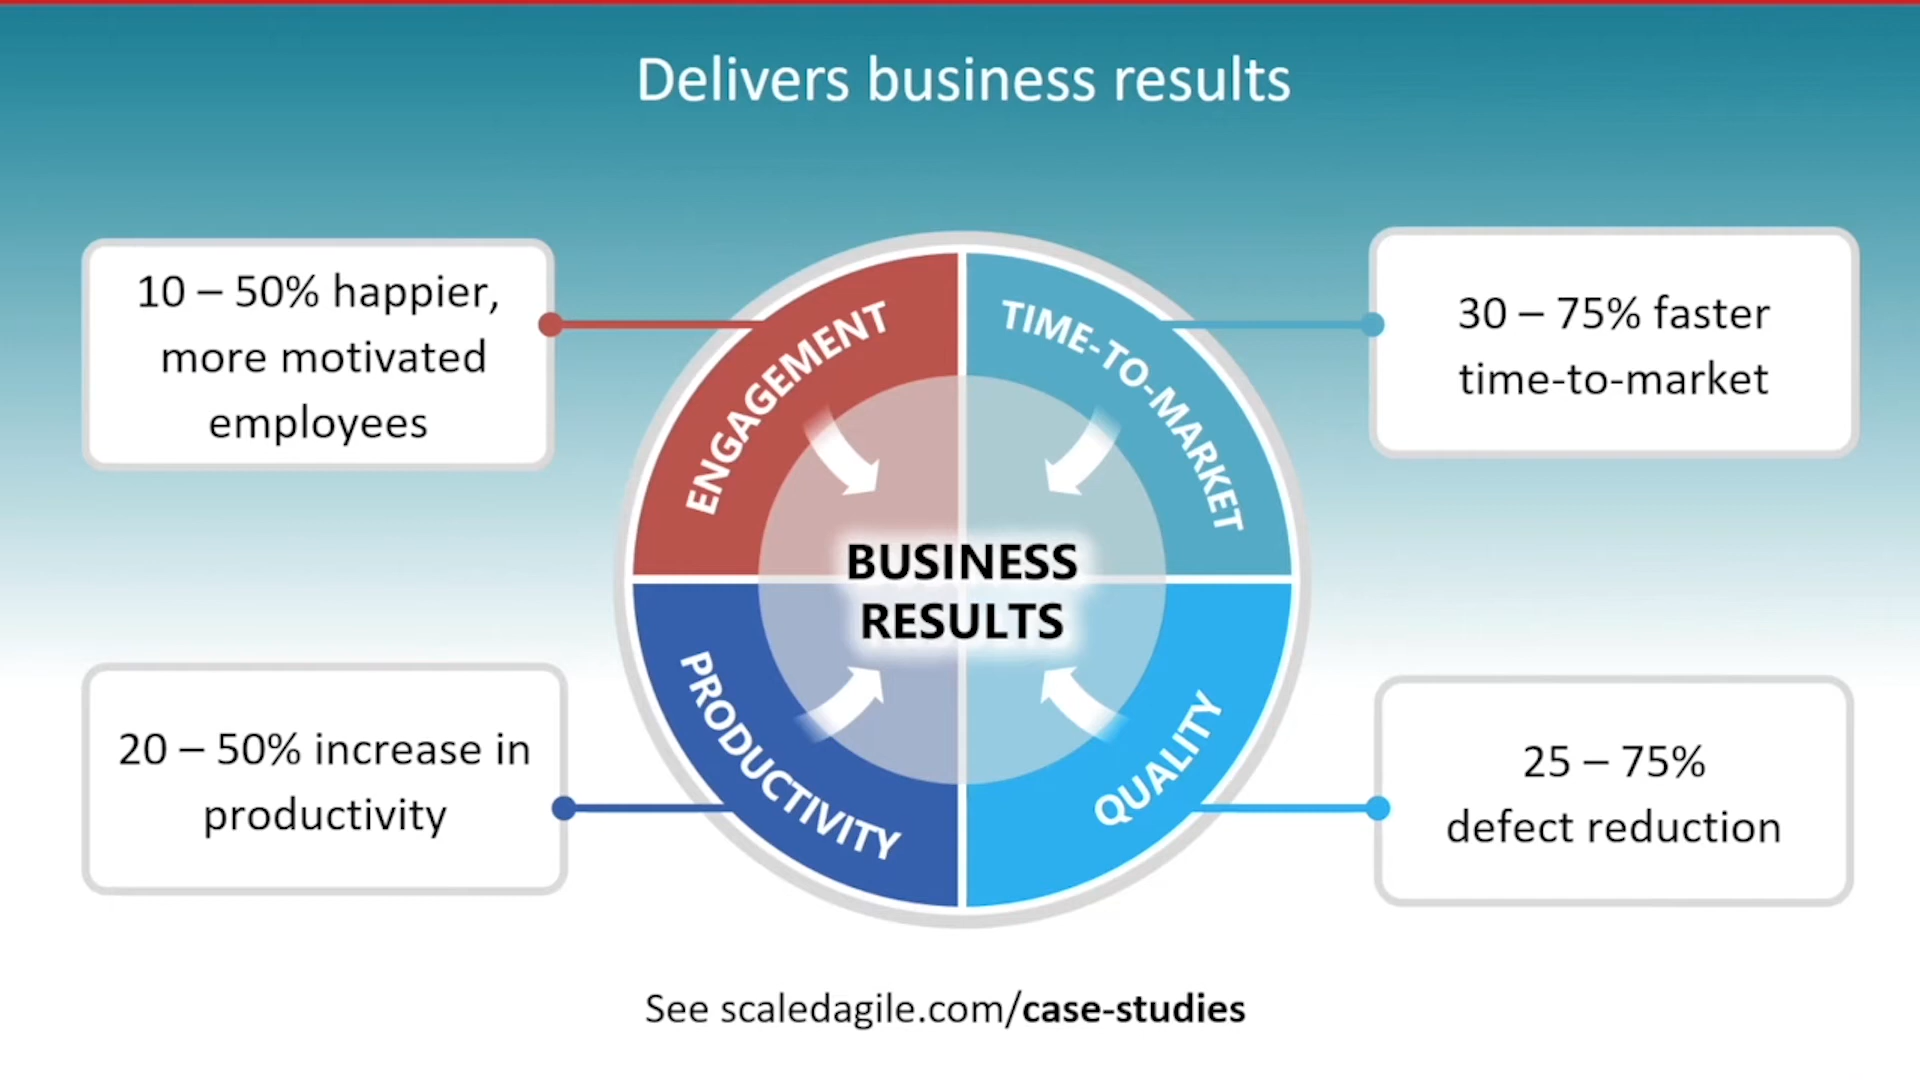 Delivers business results
10 – 50% happier,
more motivated
employees
30 – 75% faster
time-to-market
ENGAGEMENT
TIME-TO-MARKET
BUSINESS
RESULTS
PRODUCTIVITY
QUALITY
20 – 50% increase in
productivity
25 – 75%
defect reduction
See scaledagile.com/case-studies